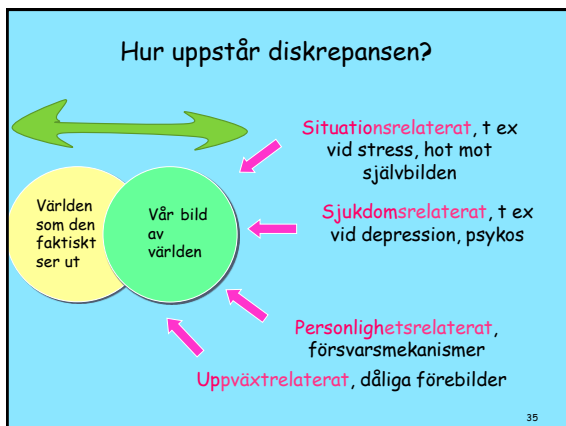 Hur uppstår diskrepansen?
Situationsrelaterat, t ex
vid stress, hot mot
självbilden
Världen
som den
faktiskt
ser ut
Vår bild
av
världen
Sjukdomsrelaterat, t ex
vid depression, psykos
Personlighetsrelaterat,
försvarsmekanismer
Uppväxtrelaterat, dåliga förebilder
35